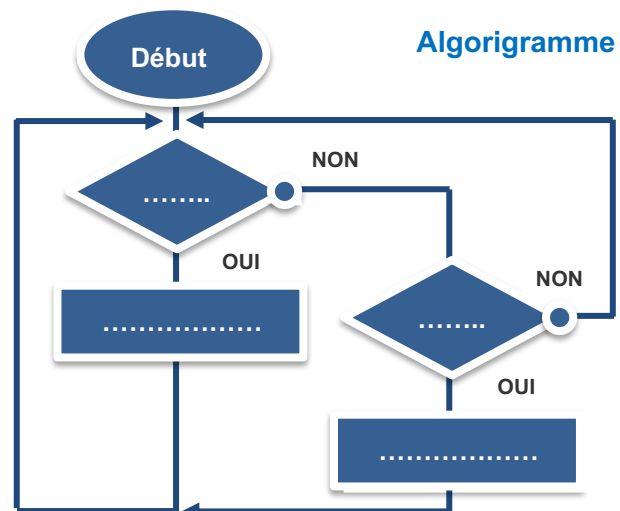 Algorigramme
Début
NON
……..
OUI
………………
NON
……..
OUI
………………